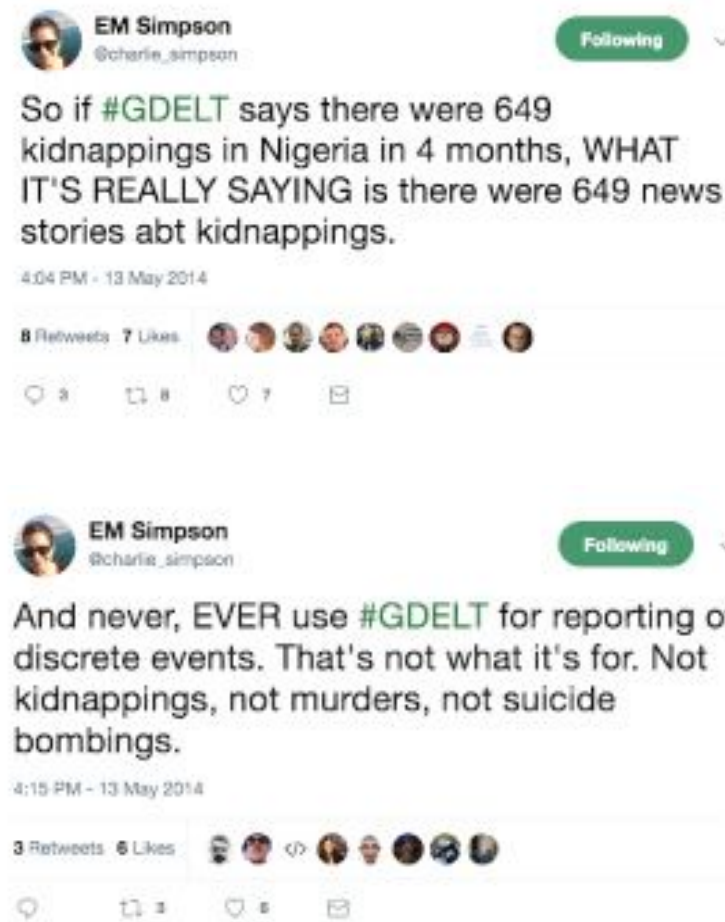 EM Simpson
@charlie_simpson
Following
So if #GDELT says there were 649
kidnappings in Nigeria in 4 months, WHAT
IT'S REALLY SAYING is there were 649 news
stories abt kidnappings.
4:04 PM - 13 May 2014
8 Retweets 7 Likes
3 8 7
EM Simpson
@charlie_simpson
Following
And never, EVER use #GDELT for reporting o
discrete events. That's not what it's for. Not
kidnappings, not murders, not suicide
bombings.
4:15 PM - 13 May 2014
3 Retweets 6 Likes
</>
3 6